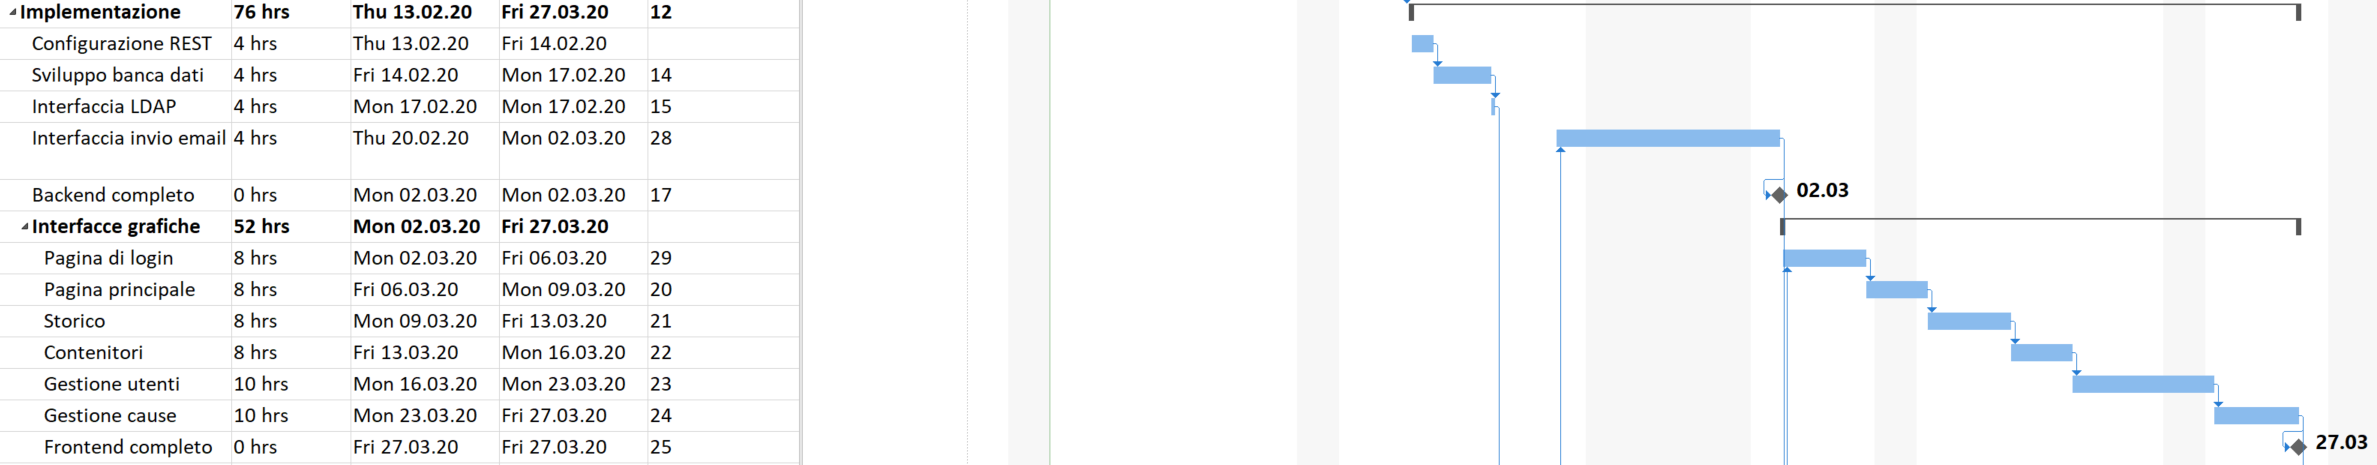 Implementazione 76 hrs Thu 13.02.20 Fri 27.03.20 12
Configurazione REST 4 hrs Thu 13.02.20 Fri 14.02.20
Sviluppo banca dati 4 hrs Fri 14.02.20 Mon 17.02.20 14
Interfaccia LDAP 4 hrs Mon 17.02.20 Mon 17.02.20 15
Interfaccia invio email 4 hrs Thu 20.02.20 Mon 02.03.20 28
Backend completo 0 hrs Mon 02.03.20 Mon 02.03.20 17 02.03
Interfacce grafiche 52 hrs Mon 02.03.20 Fri 27.03.20
Pagina di login 8 hrs Mon 02.03.20 Fri 06.03.20 29
Pagina principale 8 hrs Fri 06.03.20 Mon 09.03.20 20
Storico 8 hrs Mon 09.03.20 Fri 13.03.20 21
Contenitori 8 hrs Fri 13.03.20 Mon 16.03.20 22
Gestione utenti 10 hrs Mon 16.03.20 Mon 23.03.20 23
Gestione cause 10 hrs Mon 23.03.20 Fri 27.03.20 24
Frontend completo 0 hrs Fri 27.03.20 Fri 27.03.20 25 27.03